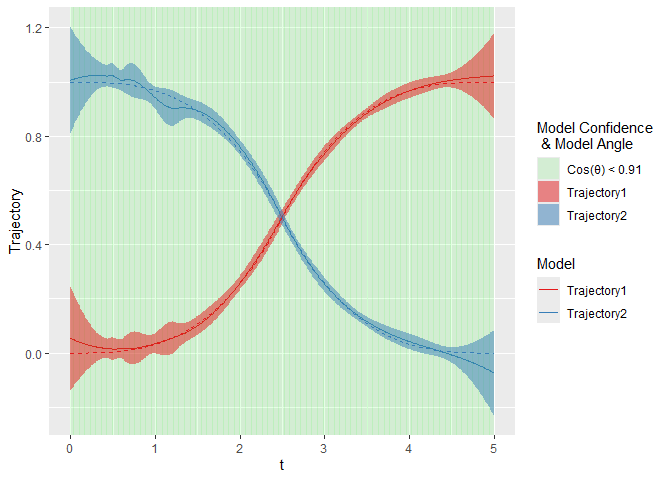 1.2
0.8
0.4
0.0
Trajectory
0
1
2
3
4
5
t
Model Confidence
& Model Angle
Cos(θ) < 0.91
Trajectory1
Trajectory2
Model
Trajectory1
Trajectory2